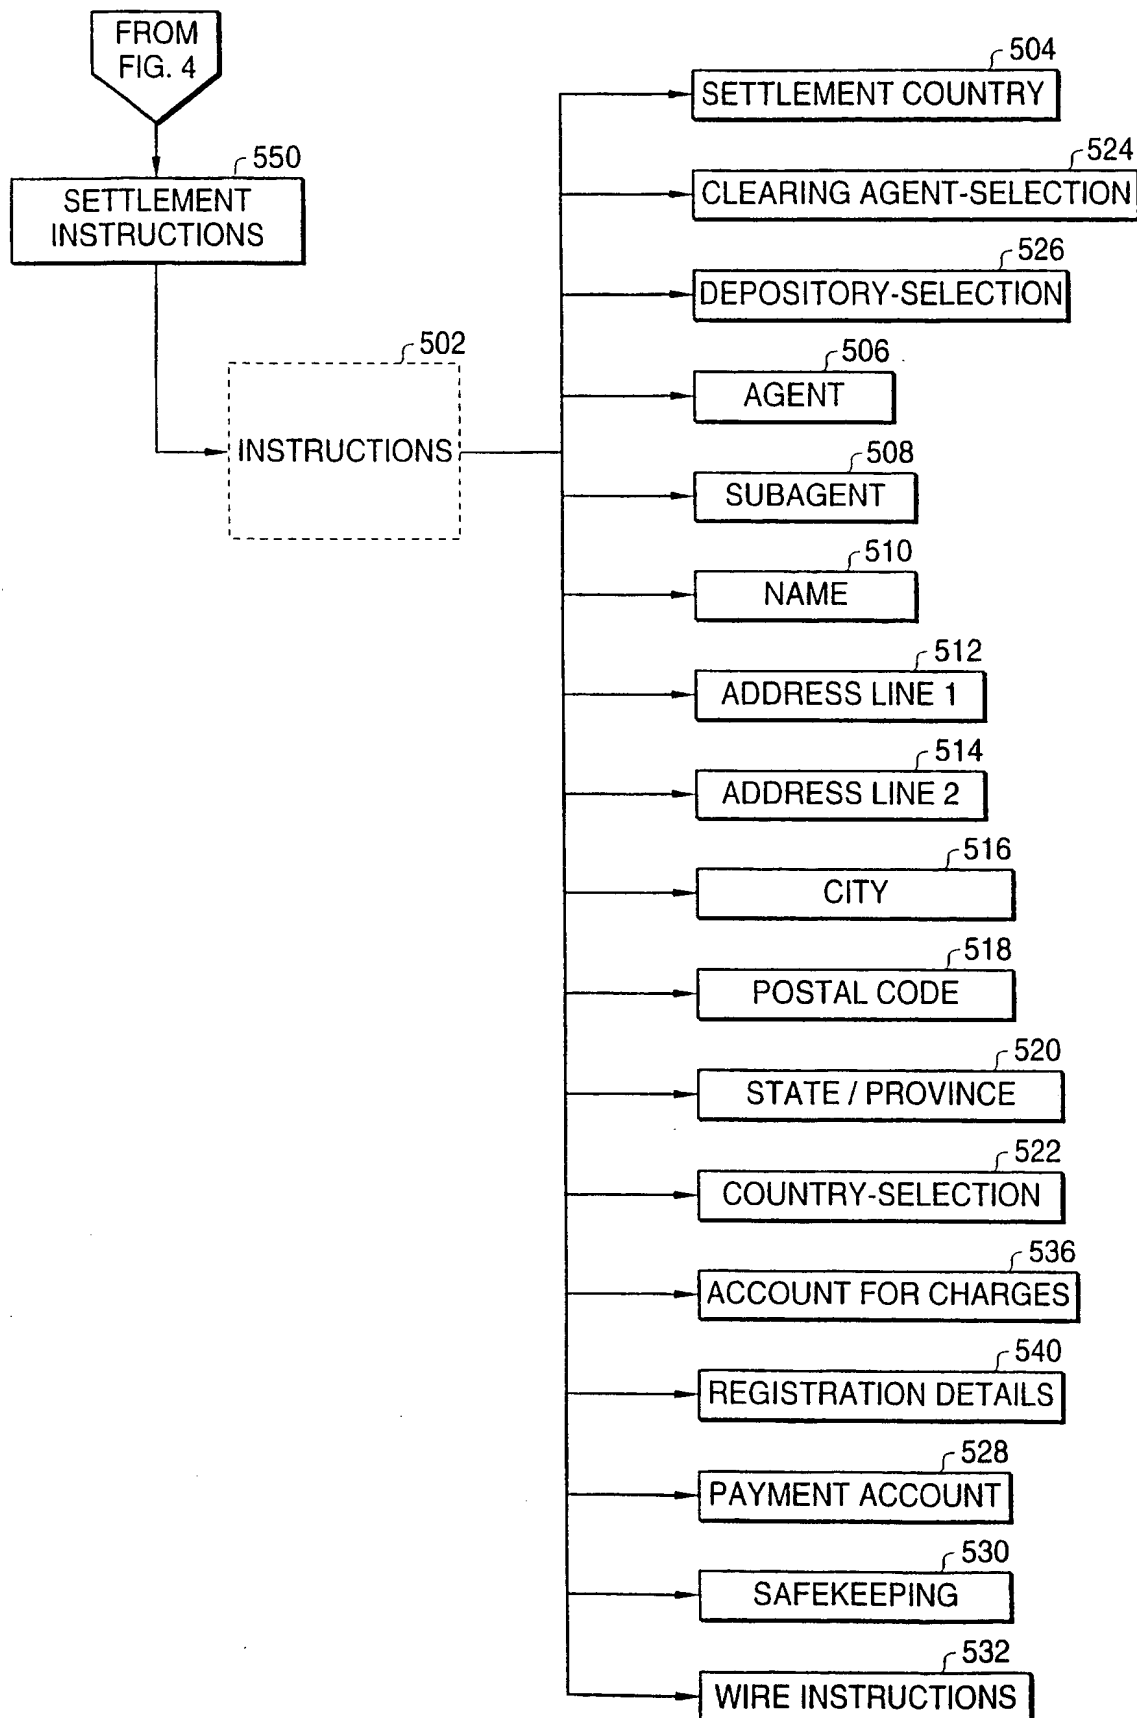 FROM
FIG. 4
550
SETTLEMENT
INSTRUCTIONS
502
INSTRUCTIONS
504
SETTLEMENT COUNTRY
524
CLEARING AGENT-SELECTION
526
DEPOSITORY-SELECTION
506
AGENT
508
SUBAGENT
510
NAME
512
ADDRESS LINE 1
514
ADDRESS LINE 2
516
CITY
518
POSTAL CODE
520
STATE / PROVINCE
522
COUNTRY-SELECTION
536
ACCOUNT FOR CHARGES
540
REGISTRATION DETAILS
528
PAYMENT ACCOUNT
530
SAFEKEEPING
532
WIRE INSTRUCTIONS